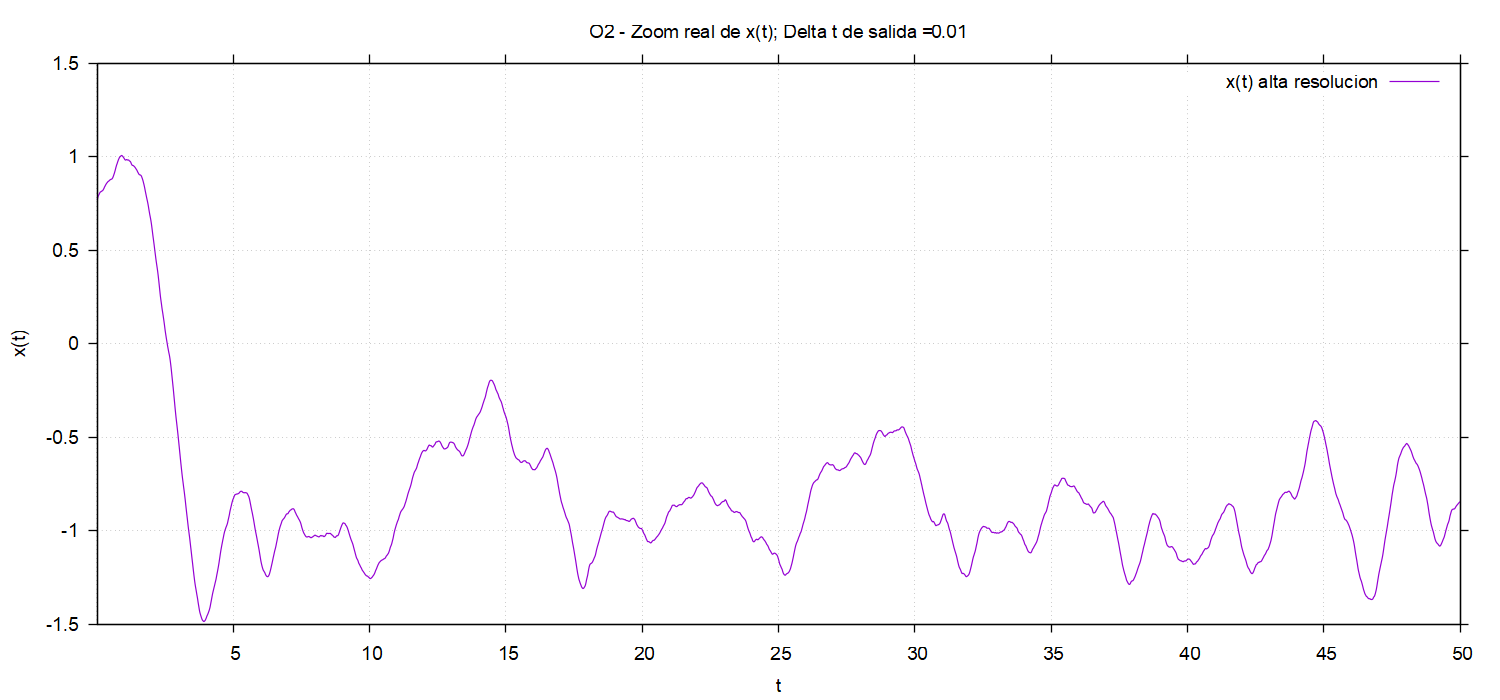 O2 - Zoom real de x(t); Delta t de salida =0.01
x(t) alta resolucion
1.5
1
0.5
0
-0.5
-1
-1.5
x(t)
5 10 15 20 25 30 35 40 45 50
t